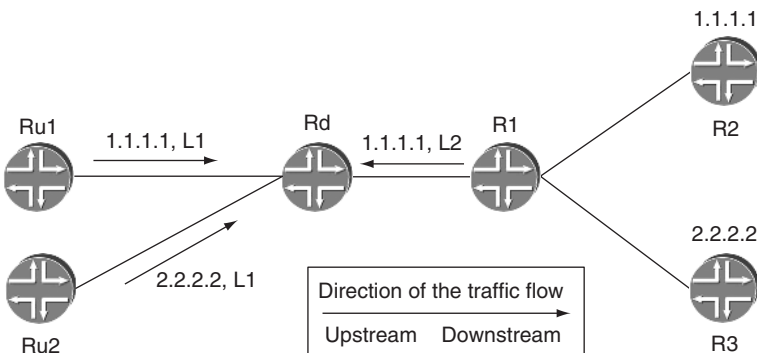 1.1.1.1
Ru1
1.1.1.1, L1
Rd
1.1.1.1, L2
R1
R2
2.2.2.2
2.2.2.2, L1
Ru2
Direction of the traffic flow
Upstream Downstream
R3